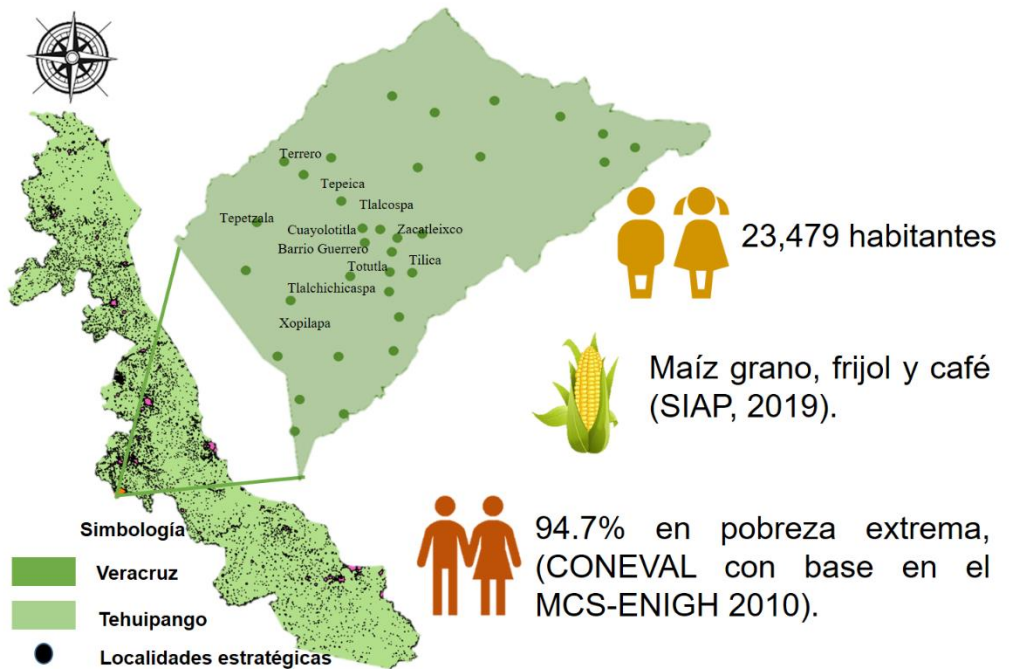 Terrero
Tepeica
Tlalcospa
Tepetzala
Cuayolotitla
Zacatleixco
Barrio Guerrero
Totutla
Tilica
Tlalchichicaspa
Xopilapa
23,479 habitantes
Maíz grano, frijol y café
(SIAP, 2019).
94.7% en pobreza extrema,
(CONEVAL con base en el
MCS-ENIGH 2010).
Simbología
Veracruz
Tehuipango
Localidades estratégicas